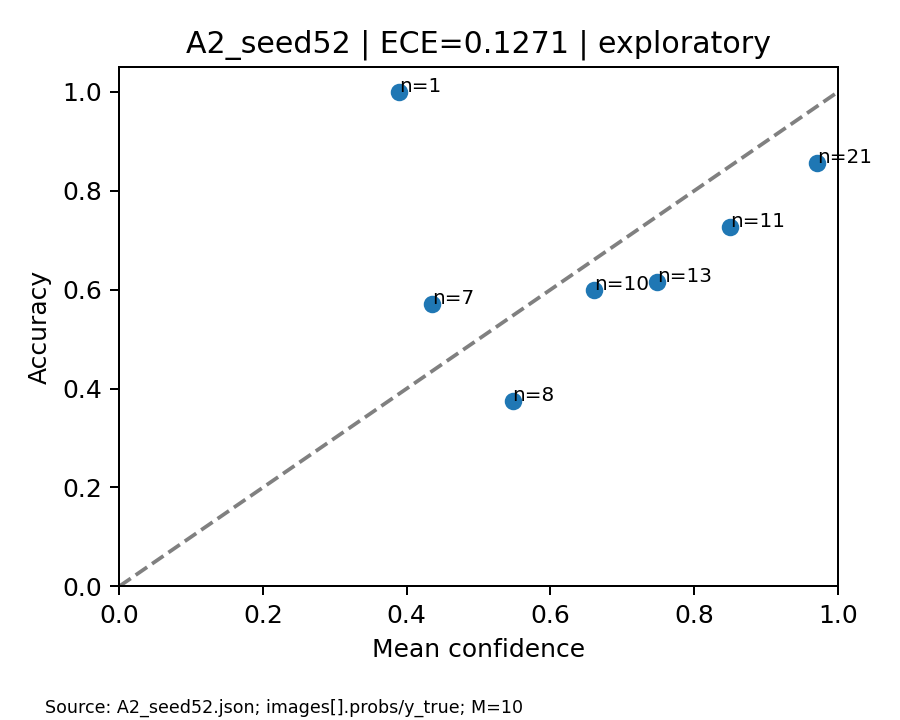 A2_seed52 | ECE=0.1271 | exploratory
1.0
n=1
n=21
0.8
n=11
0.6
n=7
n=10
n=13
0.4
n=8
0.2
0.0
0.0 0.2 0.4 0.6 0.8 1.0
Accuracy
Mean confidence
Source: A2_seed52.json; images[].probs/y_true; M=10